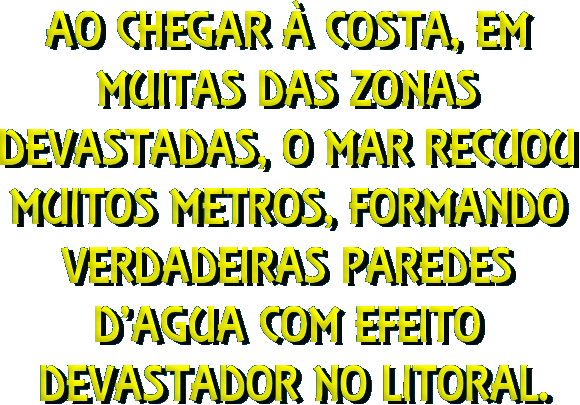 AO CHEGAR À COSTA, EM
MUITAS DAS ZONAS
DEVASTADAS, O MAR RECUOU
MUITOS METROS, FORMANDO
VERDADEIRAS PAREDES
D'AGUA COM EFEITO
DEVASTADOR NO LITORAL.